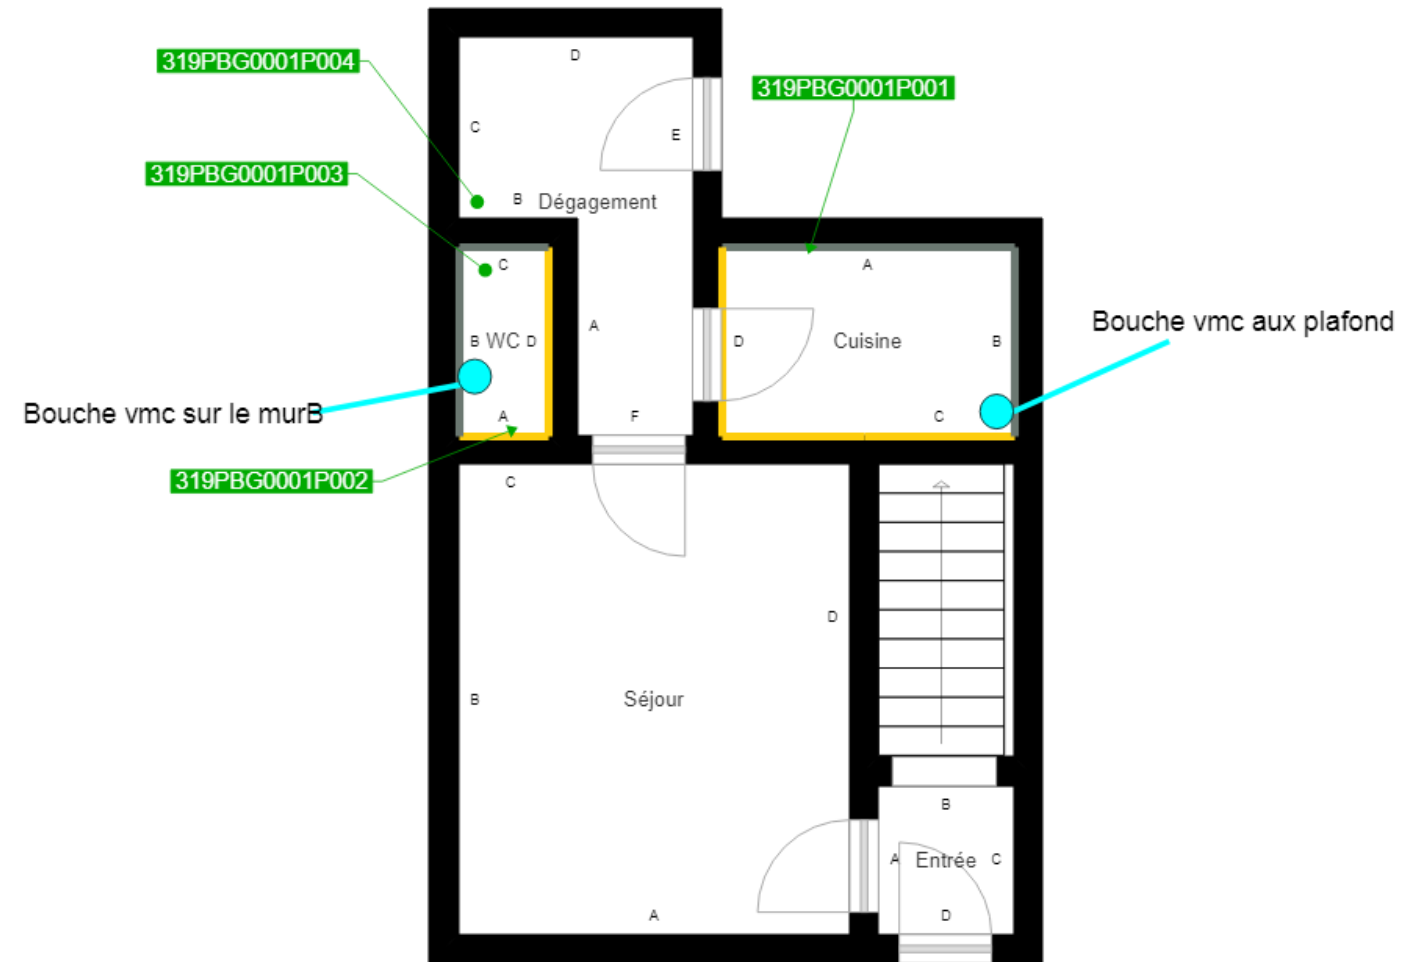 319PBG0001P004
D
319PBG0001P001
C
E
319PBG0001P003
B
Dégagement
C
A
A
Bouche vmc aux plafond
B
WC
D
D
Cuisine
B
Bouche vmc sur le murB
A
F
C
319PBG0001P002
C
D
B
Séjour
B
A
Entrée
C
A
D